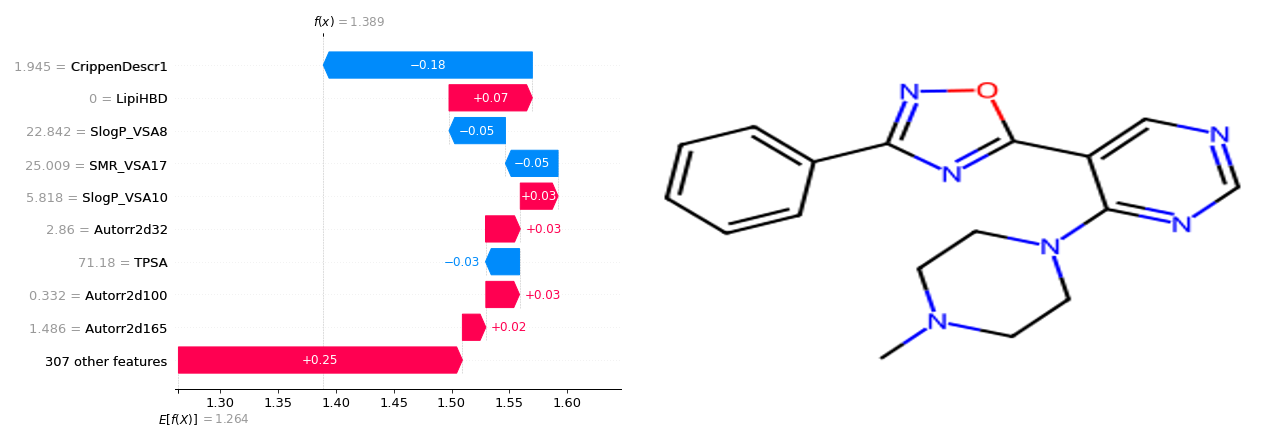 f(x) = 1.389
1.945 = CrippenDescr1
−0.18
0 = LipiHBD
+0.07
22.842 = SlogP_VSA8
−0.05
25.009 = SMR_VSA17
−0.05
5.818 = SlogP_VSA10
+0.03
2.86 = Autorr2d32
+0.03
71.18 = TPSA
−0.03
0.332 = Autorr2d100
+0.03
1.486 = Autorr2d165
+0.02
307 other features
+0.25
1.30 1.35 1.40 1.45 1.50 1.55 1.60
E[f(X)] = 1.264
N
O
N
N
N
N
N